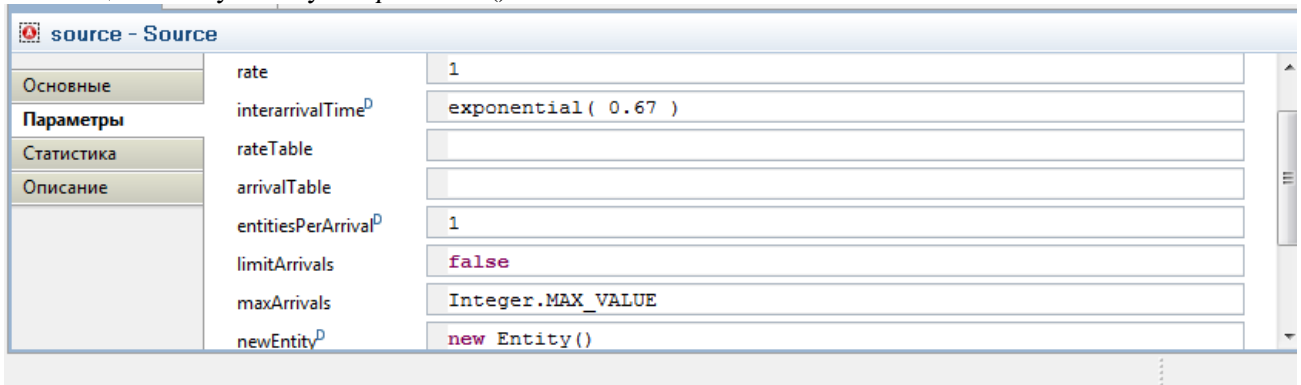 source - Source
Основные
Параметры
Статистика
Описание
rate 1
interarrivalTimeD exponential( 0.67 )
rateTable
arrivalTable
entitiesPerArrivalD 1
limitArrivals false
maxArrivals Integer.MAX_VALUE
newEntityD new Entity()